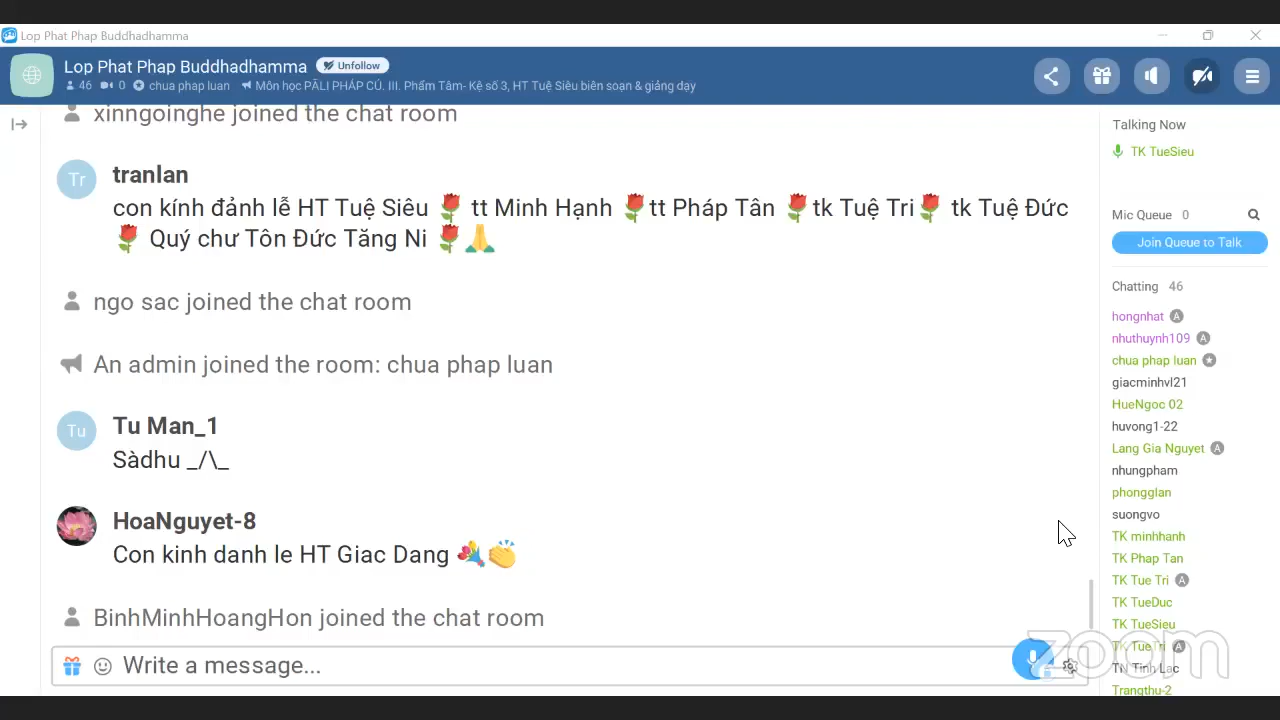 Lop Phat Phap Buddhadhamma
Lop Phat Phap Buddhadhamma Unfollow
46 0 chua phap luan Môn học PĀLI PHÁP CÚ. III. Phẩm Tâm- Kệ số 3, HT Tuệ Siêu biên soạn & giảng dạy
xinngoinghe joined the chat room
Tr tranlan
con kính đảnh lễ HT Tuệ Siêu 🌹 tt Minh Hạnh 🌹tt Pháp Tân 🌹tk Tuệ Tri🌹 tk Tuệ Đức
🌹 Quý chư Tôn Đức Tăng Ni 🌹🙏
ngo sac joined the chat room
An admin joined the room: chua phap luan
Tu Tu Man_1
Sàdhu _/\_
HoaNguyet-8
Con kinh danh le HT Giac Dang 💐👏
BinhMinhHoangHon joined the chat room
Write a message...
Talking Now
TK TueSieu
Mic Queue 0
Join Queue to Talk
Chatting 46
hongnhat A
nhuthuynh109 A
chua phap luan
giacminhvl21
HueNgoc 02
huvong1-22
Lang Gia Nguyet A
nhungpham
phongglan
suongvo
TK minhhanh
TK Phap Tan
TK Tue Tri A
TK TueDuc
TK TueSieu
TK TueTri A
TN Tinh Lac
Trangthu-2
zoom